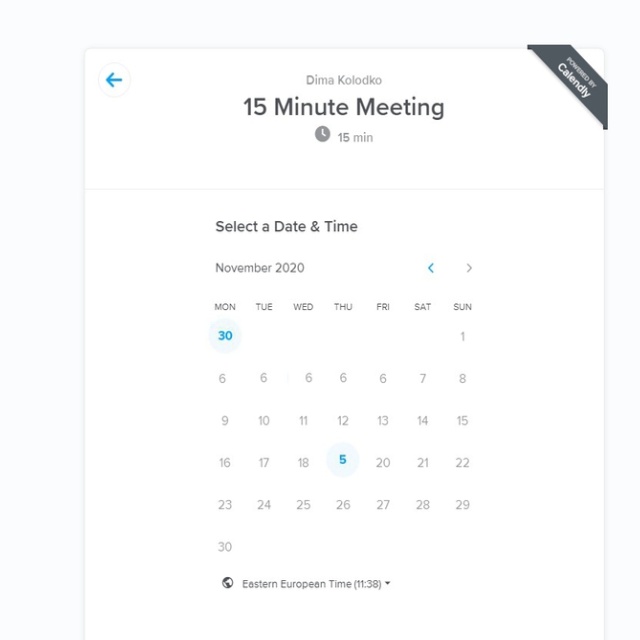 POWERED BY
Calendly
Dima Kolodko
15 Minute Meeting
15 min
Select a Date & Time
November 2020
MON TUE WED THU FRI SAT SUN
30 1
6 6 6 6 6 7 8
9 10 11 12 13 14 15
16 17 18 5 20 21 22
23 24 25 26 27 28 29
30
Eastern European Time (11:38)